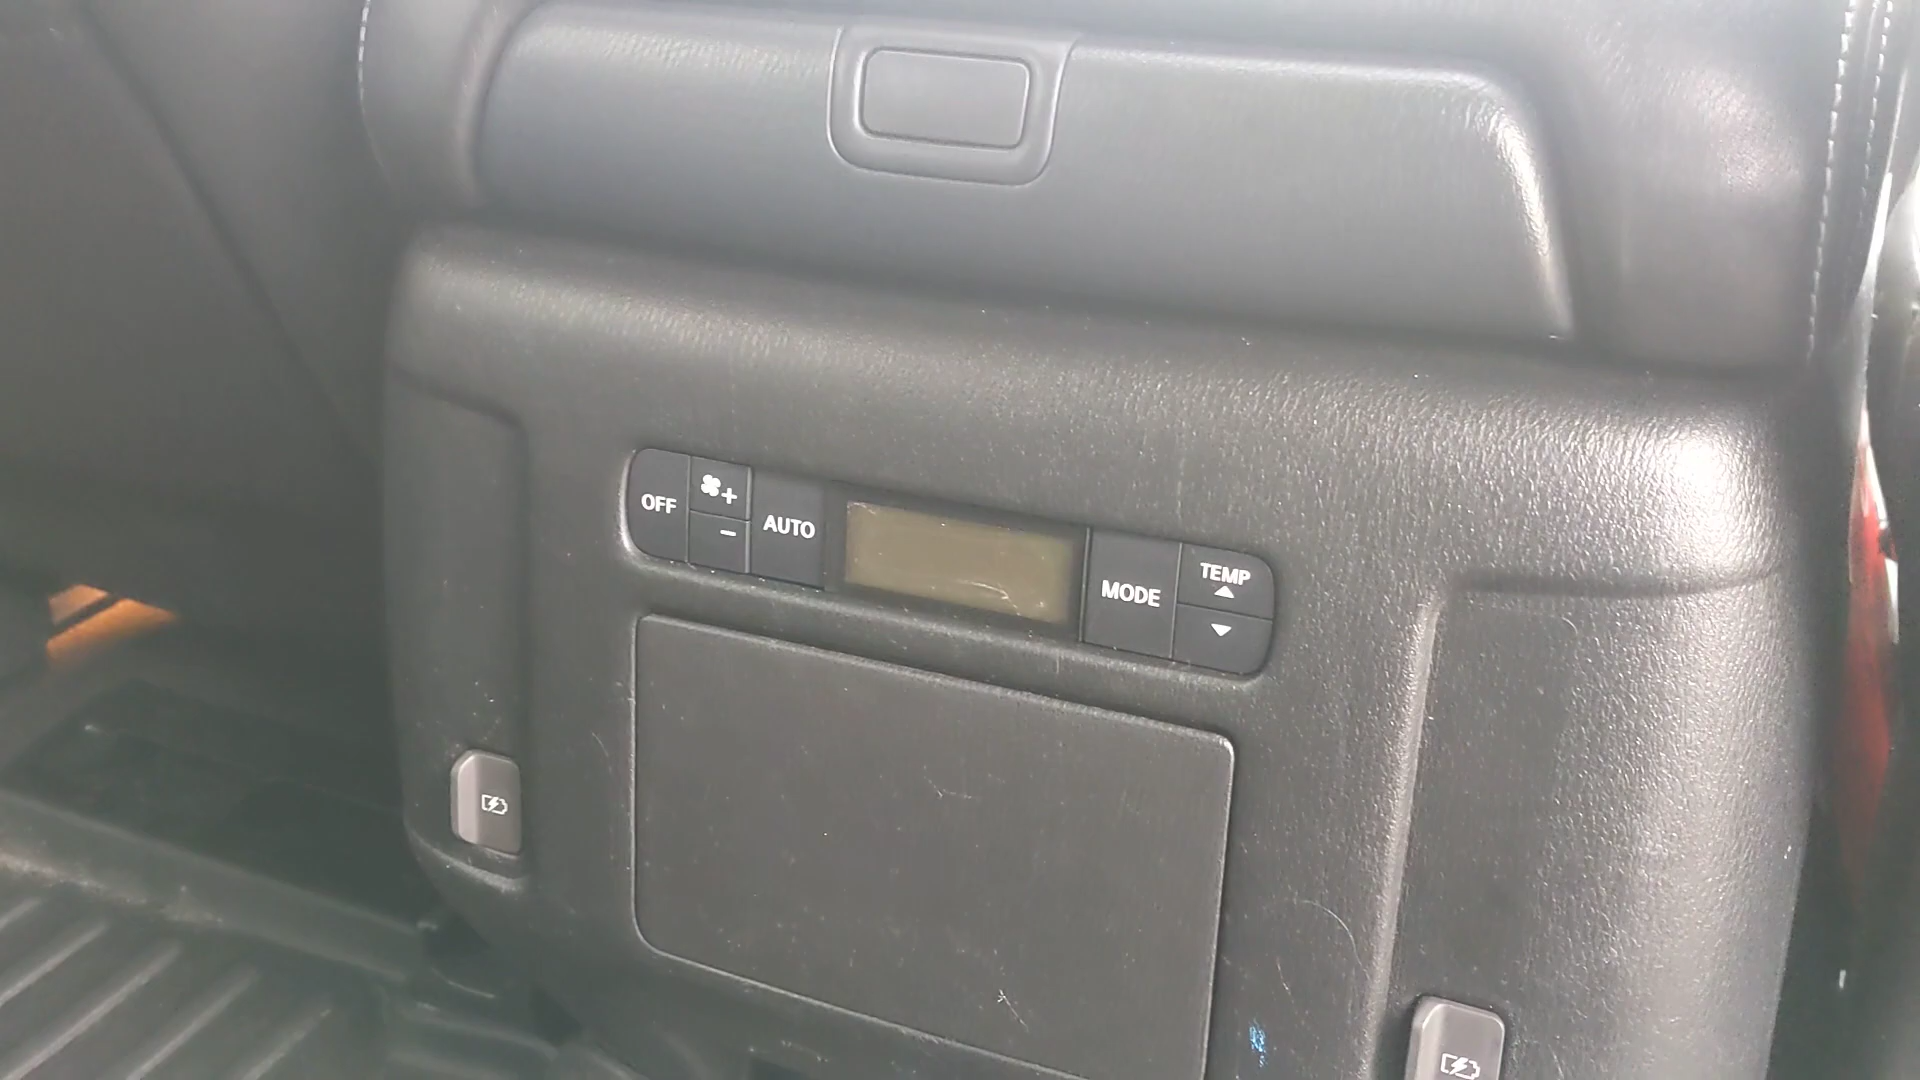 OFF
+
−
AUTO
MODE
TEMP